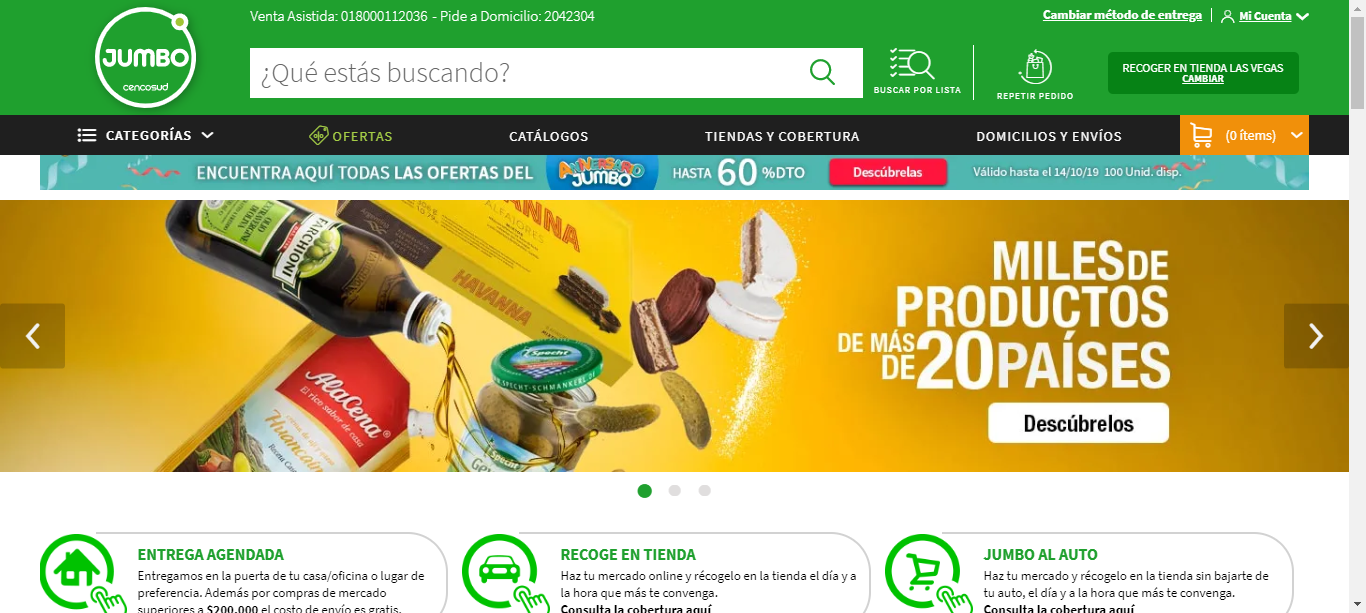 Venta Asistida: 018000112036 - Pide a Domicilio: 2042304
Cambiar método de entrega
Mi Cuenta
JUMBO
cencosud
¿Qué estás buscando?
BUSCAR POR LISTA
REPETIR PEDIDO
RECOGER EN TIENDA LAS VEGAS
CAMBIAR
CATEGORÍAS
OFERTAS
CATÁLOGOS
TIENDAS Y COBERTURA
DOMICILIOS Y ENVÍOS
(0 ítems)
ENCUENTRA AQUÍ TODAS LAS OFERTAS DEL
ANIVERSARIO
JUMBO
HASTA 60 %DTO
Descúbrelas
Válido hasta el 14/10/19 100 Unid. disp.
FARCHIONI
HAVANNA
ALFAJORES
HAVANNA
MILES DE
PRODUCTOS
DE MÁS
DE 20 PAÍSES
Descúbrelos
Specht
SPECHT-SCHMANKERL
AlaCena
El rico sabor de casa
Huancaína
Specht
ENTREGA AGENDADA
Entregamos en la puerta de tu casa/oficina o lugar de
preferencia. Además por compras de mercado
superiores a $200.000 el costo de envío es gratis.
RECOGE EN TIENDA
Haz tu mercado online y récogelo en la tienda el día y a
la hora que más te convenga.
Consulta la cobertura aquí
JUMBO AL AUTO
Haz tu mercado y récogelo en la tienda sin bajarte de
tu auto, el día y a la hora que más te convenga.
Consulta la cobertura aquí